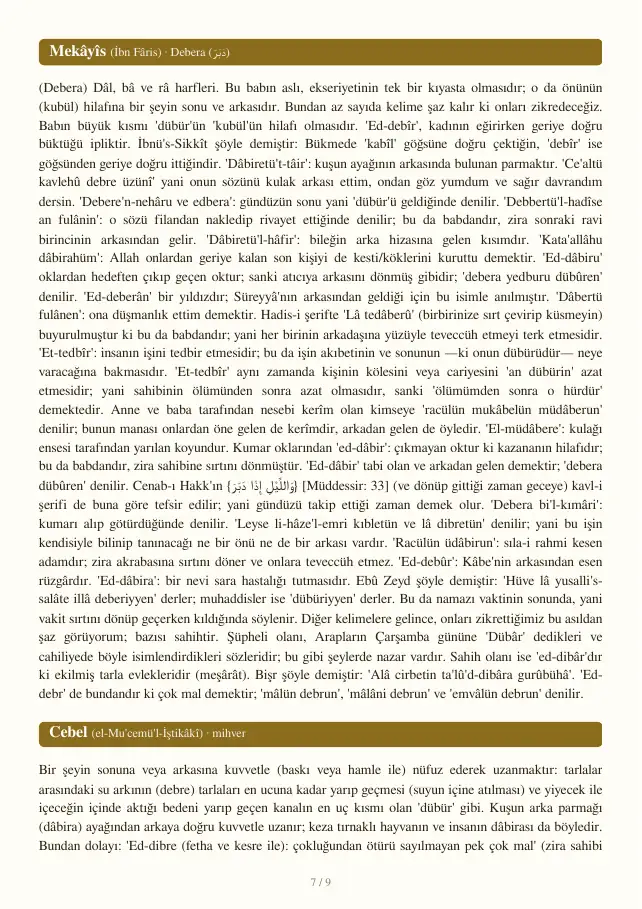 Mekâyîs (İbn Fâris) · Debera (دَبَرَ)
(Debera) Dâl, bâ ve râ harfleri. Bu babın aslı, ekseriyetinin tek bir kıyasta olmasıdır; o da önünün
(kubül) hilafına bir şeyin sonu ve arkasıdır. Bundan az sayıda kelime şaz kalır ki onları zikredeceğiz.
Babın büyük kısmı 'dübür'ün 'kubül'ün hilafı olmasıdır. 'Ed-debîr', kadının eğirirken geriye doğru
büktüğü ipliktir. İbnü's-Sikkît şöyle demiştir: Bükmede 'kabîl' göğsüne doğru çektiğin, 'debîr' ise
göğsünden geriye doğru ittiğindir. 'Dâbiretü't-tâir': kuşun ayağının arkasında bulunan parmaktır. 'Ce'altü
kavlehû debre üzünî' yani onun sözünü kulak arkası ettim, ondan göz yumdum ve sağır davrandım
dersin. 'Debere'n-nehâru ve edbera': gündüzün sonu yani 'dübür'ü geldiğinde denilir. 'Debbertü'l-hadîse
an fulânin': o sözü filandan nakledip rivayet ettiğinde denilir; bu da babdandır, zira sonraki ravi
birincinin arkasından gelir. 'Dâbiretü'l-hâfir': bileğin arka hizasına gelen kısımdır. 'Kata'allâhu
dâbirahüm': Allah onlardan geriye kalan son kişiyi de kesti/köklerini kuruttu demektir. 'Ed-dâbiru'
oklardan hedeften çıkıp geçen oktur; sanki atıcıya arkasını dönmüş gibidir; 'debera yedburu dübûren'
denilir. 'Ed-deberân' bir yıldızdır; Süreyyâ'nın arkasından geldiği için bu isimle anılmıştır. 'Dâbertü
fulânen': ona düşmanlık ettim demektir. Hadis-i şerifte 'Lâ tedâberû' (birbirinize sırt çevirip küsmeyin)
buyurulmuştur ki bu da babdandır; yani her birinin arkadaşına yüzüyle teveccüh etmeyi terk etmesidir.
'Et-tedbîr': insanın işini tedbir etmesidir; bu da işin akıbetinin ve sonunun —ki onun dübürüdür— neye
varacağına bakmasıdır. 'Et-tedbîr' aynı zamanda kişinin kölesini veya cariyesini 'an dübürin' azat
etmesidir; yani sahibinin ölümünden sonra azat olmasıdır, sanki 'ölümümden sonra o hürdür'
demektedir. Anne ve baba tarafından nesebi kerîm olan kimseye 'racülün mukâbelün müdâberun'
denilir; bunun manası onlardan öne gelen de kerîmdir, arkadan gelen de öyledir. 'El-müdâbere': kulağı
ensesi tarafından yarılan koyundur. Kumar oklarından 'ed-dâbir': çıkmayan oktur ki kazananın hilafıdır;
bu da babdandır, zira sahibine sırtını dönmüştür. 'Ed-dâbir' tabi olan ve arkadan gelen demektir; 'debera
dübûren' denilir. Cenab-ı Hakk'ın {وَاللَّيْلِ إِذَا دَبَرَ} [Müddessir: 33] (ve dönüp gittiği zaman geceye) kavl-i
şerifi de buna göre tefsir edilir; yani gündüzü takip ettiği zaman demek olur. 'Debera bi'l-kımâri':
kumarı alıp götürdüğünde denilir. 'Leyse li-hâze'l-emri kıbletün ve lâ dibretün' denilir; yani bu işin
kendisiyle bilinip tanınacağı ne bir önü ne de bir arkası vardır. 'Racülün üdâbirun': sıla-i rahmi kesen
adamdır; zira akrabasına sırtını döner ve onlara teveccüh etmez. 'Ed-debûr': Kâbe'nin arkasından esen
rüzgârdır. 'Ed-dâbira': bir nevi sara hastalığı tutmasıdır. Ebû Zeyd şöyle demiştir: 'Hüve lâ yusalli's-
salâte illâ deberiyyen' derler; muhaddisler ise 'dübüriyyen' derler. Bu da namazı vaktinin sonunda, yani
vakit sırtını dönüp geçerken kıldığında söylenir. Diğer kelimelere gelince, onları zikrettiğimiz bu asıldan
şaz görüyorum; bazısı sahihtir. Şüpheli olanı, Arapların Çarşamba gününe 'Dübâr' dedikleri ve
cahiliyede böyle isimlendirdikleri sözleridir; bu gibi şeylerde nazar vardır. Sahih olanı ise 'ed-dibâr'dır
ki ekilmiş tarla evlekleridir (meşârât). Bişr şöyle demiştir: 'Alâ cirbetin ta'lû'd-dibâra gurûbühâ'. 'Ed-
debr' de bundandır ki çok mal demektir; 'mâlün debrun', 'mâlâni debrun' ve 'emvâlün debrun' denilir.
Cebel (el-Mu'cemü'l-İştikâkî) · mihver
Bir şeyin sonuna veya arkasına kuvvetle (baskı veya hamle ile) nüfuz ederek uzanmaktır: tarlalar
arasındaki su arkının (debre) tarlaları en ucuna kadar yarıp geçmesi (suyun içine atılması) ve yiyecek ile
içeceğin içinde aktığı bedeni yarıp geçen kanalın en uç kısmı olan 'dübür' gibi. Kuşun arka parmağı
(dâbira) ayağından arkaya doğru kuvvetle uzanır; keza tırnaklı hayvanın ve insanın dâbirası da böyledir.
Bundan dolayı: 'Ed-dibre (fetha ve kesre ile): çokluğundan ötürü sayılmayan pek çok mal' (zira sahibi
7 / 9